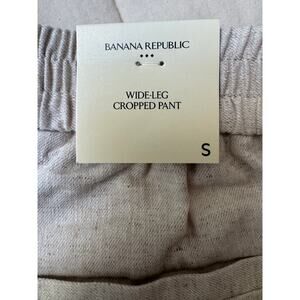 BANANA REPUBLIC
WIDE-LEG
CROPPED PANT
S